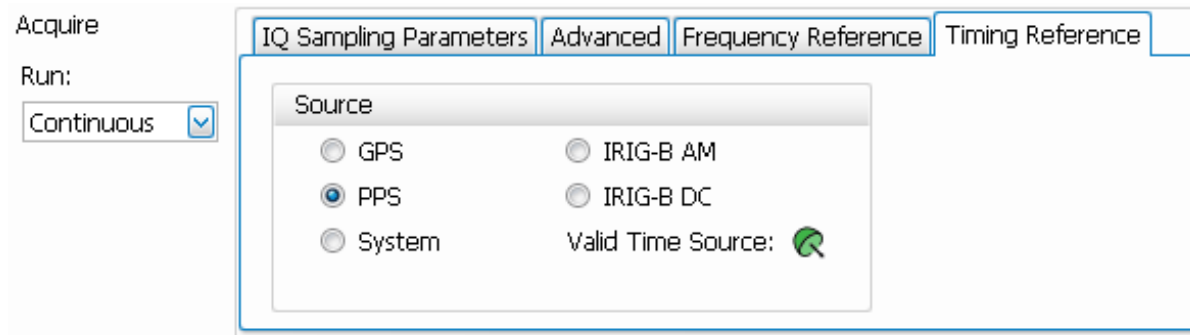 Acquire
IQ Sampling Parameters Advanced Frequency Reference Timing Reference
Run:
Continuous
Source
GPS IRIG-B AM
PPS IRIG-B DC
System Valid Time Source: